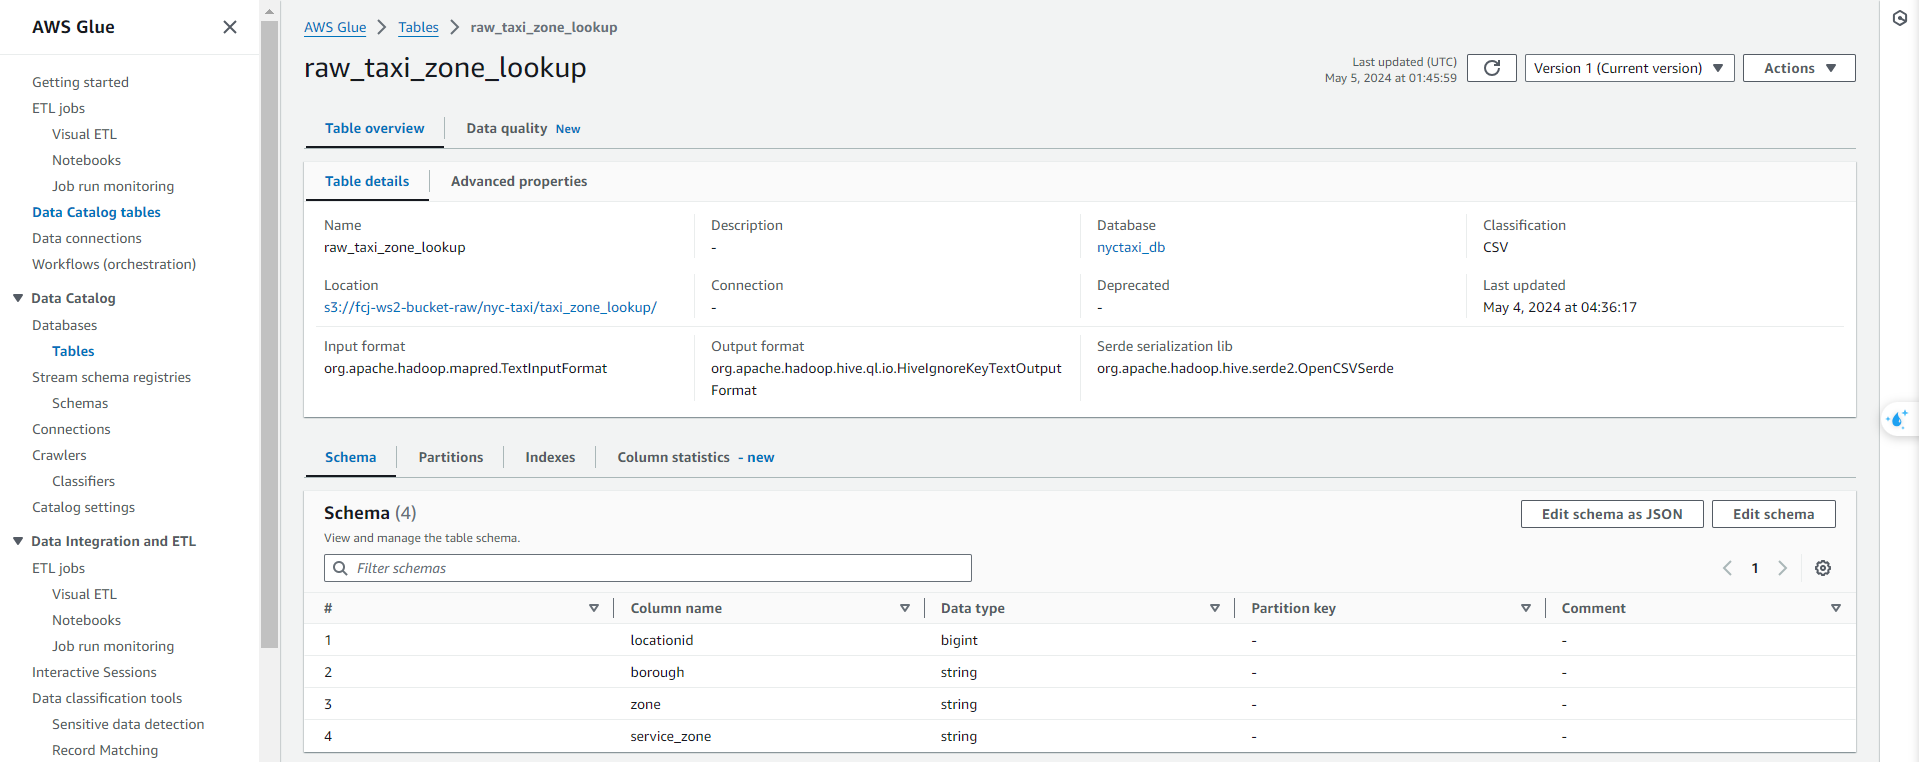 AWS Glue
Getting started
ETL jobs
Visual ETL
Notebooks
Job run monitoring
Data Catalog tables
Data connections
Workflows (orchestration)
Data Catalog
Databases
Tables
Stream schema registries
Schemas
Connections
Crawlers
Classifiers
Catalog settings
Data Integration and ETL
ETL jobs
Visual ETL
Notebooks
Job run monitoring
Interactive Sessions
Data classification tools
Sensitive data detection
Record Matching
AWS Glue > Tables > raw_taxi_zone_lookup
raw_taxi_zone_lookup
Last updated (UTC)
May 5, 2024 at 01:45:59
Version 1 (Current version)
Actions
Table overview
Data quality New
Table details
Advanced properties
Name
raw_taxi_zone_lookup
Description
-
Database
nyctaxi_db
Classification
CSV
Location
s3://fcj-ws2-bucket-raw/nyc-taxi/taxi_zone_lookup/
Connection
-
Deprecated
-
Last updated
May 4, 2024 at 04:36:17
Input format
org.apache.hadoop.mapred.TextInputFormat
Output format
org.apache.hadoop.hive.ql.io.HiveIgnoreKeyTextOutput
Format
Serde serialization lib
org.apache.hadoop.hive.serde2.OpenCSVSerde
Schema
Partitions
Indexes
Column statistics - new
Schema (4)
View and manage the table schema.
Edit schema as JSON
Edit schema
Filter schemas
1
# Column name Data type Partition key Comment
1 locationid bigint - -
2 borough string - -
3 zone string - -
4 service_zone string - -